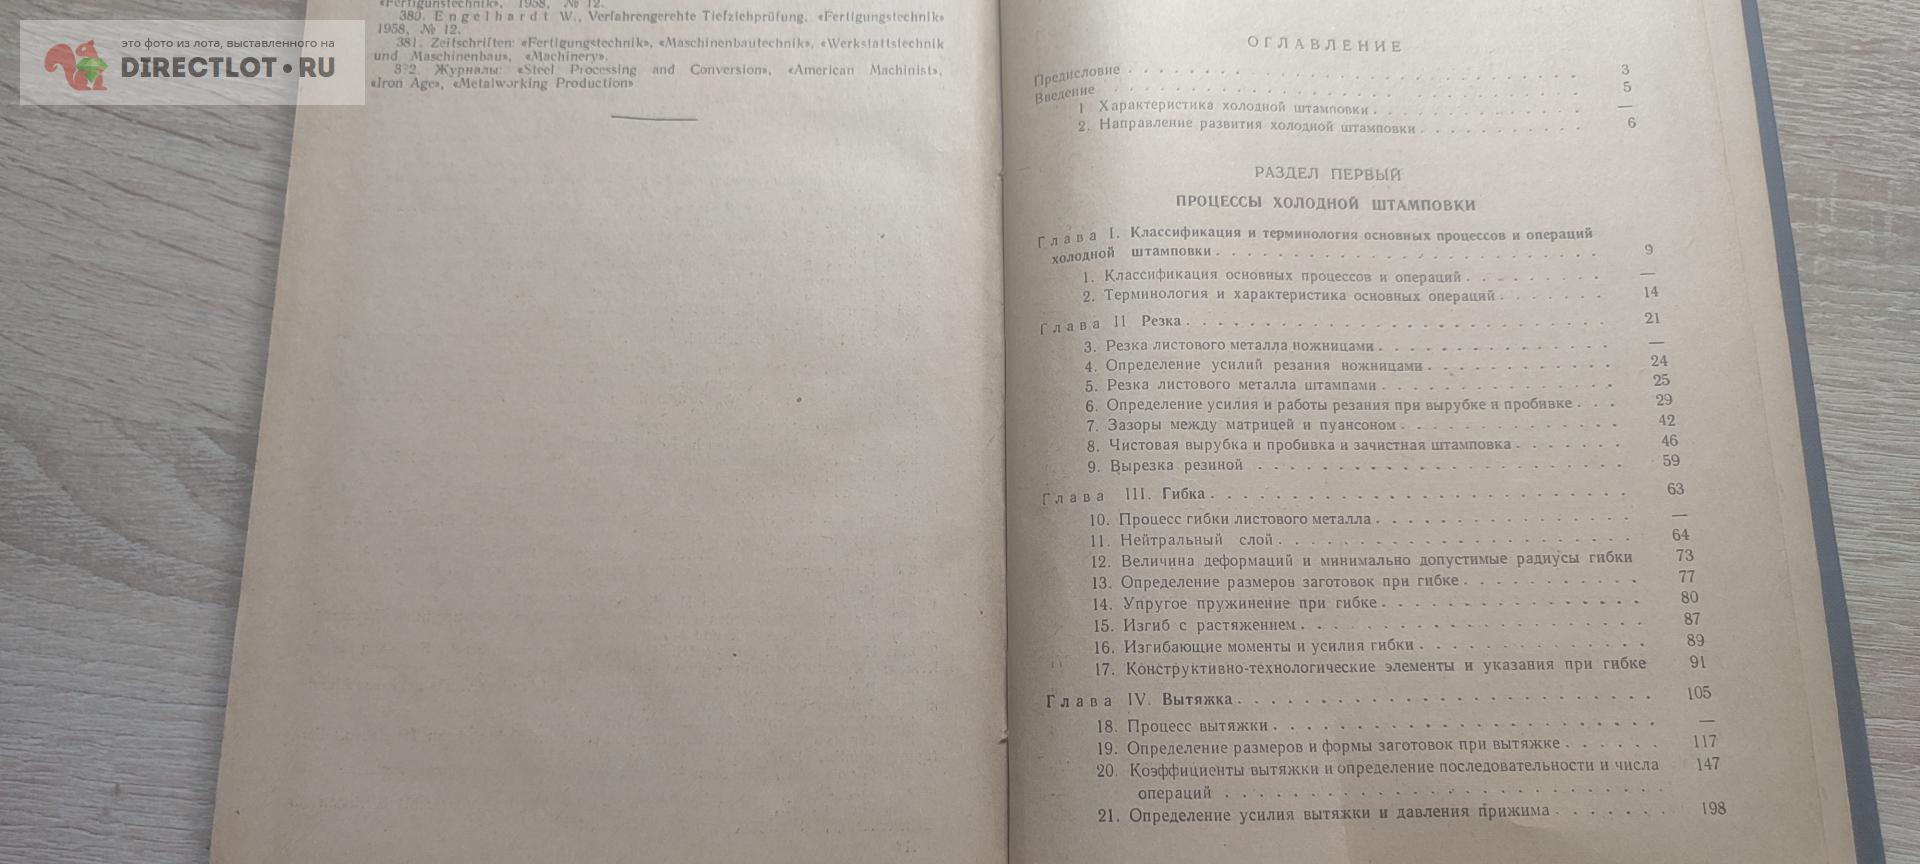 это фото из лота, выставленного на
DIRECTLOT•RU
«Fertigunstechnik», 1958, № 12.
380. Engelhardt W., Verfahrengerehte Tiefziehprüfung, «Fertigungstechnik»
1958, № 12.
381. Zeitschriften: «Fertigungstechnik», «Maschinenbautechnik», «Werkstattstechnik
und Maschinenbau», «Machinery».
382. Журналы: «Steel Processing and Conversion», «American Machinist»,
«Iron Age», «Metalworking Production»
ОГЛАВЛЕНИЕ
Предисловие . . . 3
Введение . . . 5
1 Характеристика холодной штамповки . . . —
2. Направление развития холодной штамповки . . . 6
РАЗДЕЛ ПЕРВЫЙ
ПРОЦЕССЫ ХОЛОДНОЙ ШТАМПОВКИ
Глава I. Классификация и терминология основных процессов и операций
холодной штамповки . . . 9
1. Классификация основных процессов и операций . . . —
2. Терминология и характеристика основных операций . . . 14
Глава II Резка . . . 21
3. Резка листового металла ножницами . . . —
4. Определение усилий резания ножницами . . . 24
5. Резка листового металла штампами . . . 25
6. Определение усилия и работы резания при вырубке и пробивке . . . 29
7. Зазоры между матрицей и пуансоном . . . 42
8. Чистовая вырубка и пробивка и зачистная штамповка . . . 46
9. Вырезка резиной . . . 59
Глава III. Гибка . . . 63
10. Процесс гибки листового металла . . . —
11. Нейтральный слой . . . 64
12. Величина деформаций и минимально допустимые радиусы гибки 73
13. Определение размеров заготовок при гибке . . . 77
14. Упругое пружинение при гибке . . . 80
15. Изгиб с растяжением . . . 87
16. Изгибающие моменты и усилия гибки . . . 89
17. Конструктивно-технологические элементы и указания при гибке 91
Глава IV. Вытяжка . . . 105
18. Процесс вытяжки . . . —
19. Определение размеров и формы заготовок при вытяжке . . . 117
20. Коэффициенты вытяжки и определение последовательности и числа 147
операций . . .
21. Определение усилия вытяжки и давления прижима . . . 198